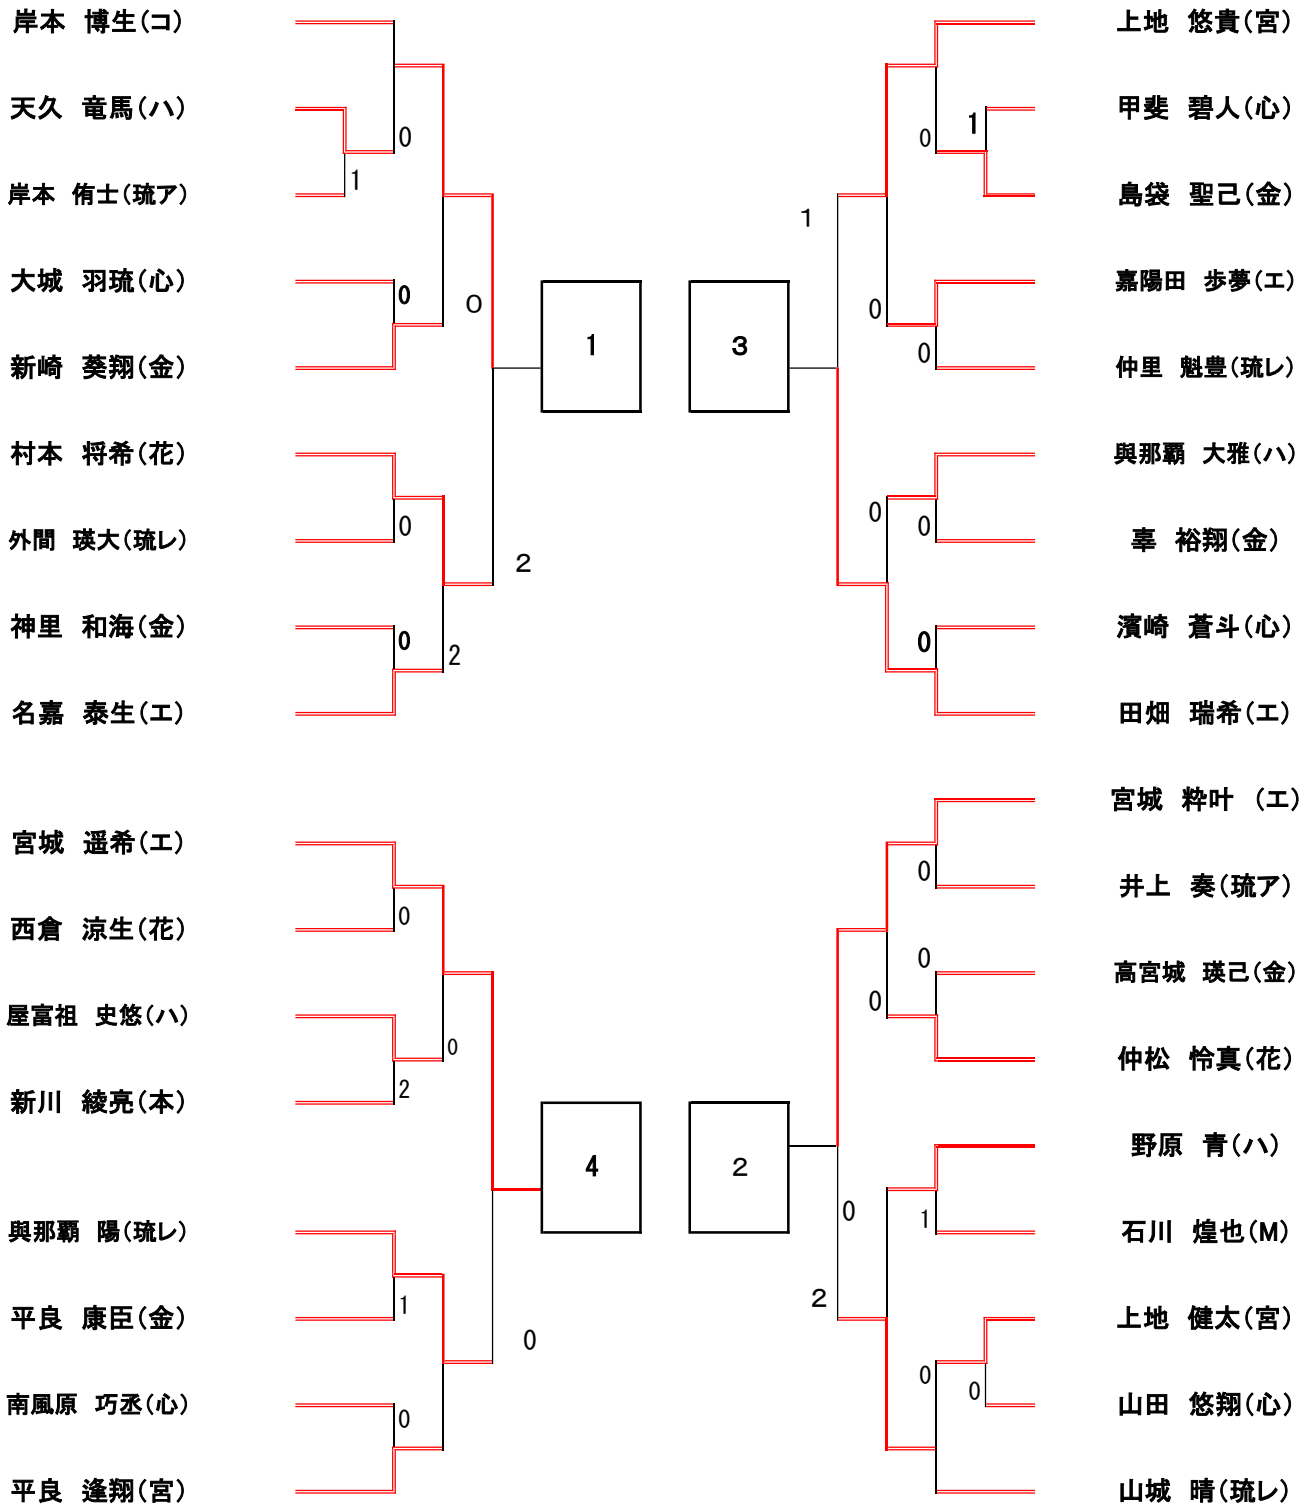 岸本　博生(コ)
天久　竜馬(ハ)
0
岸本　侑士(琉ア)
1
大城　羽琉(心)
0
0
新崎　葵翔(金)
1
村本　将希(花)
外間　瑛大(琉レ)
0
2
神里　和海(金)
0
2
名嘉　泰生(エ)
宮城　遥希(エ)
西倉　涼生(花)
0
屋富祖　史悠(ハ)
0
新川　綾亮(本)
2
4
與那覇　陽(琉レ)
平良　康臣(金)
1
0
南風原　巧丞(心)
0
平良　逢翔(宮)
上地　悠貴(宮)
甲斐　碧人(心)
0
1
島袋　聖己(金)
1
嘉陽田　歩夢(エ)
0
仲里　魁豊(琉レ)
0
3
與那覇　大雅(ハ)
0
0
辜　裕翔(金)
濱崎　蒼斗(心)
0
田畑　瑞希(エ)
宮城　粋叶　(エ)
井上　奏(琉ア)
0
高宮城　瑛己(金)
0
0
仲松　怜真(花)
野原　青(ハ)
2
石川　煌也(M)
0
1
上地　健太(宮)
2
0
0
山田　悠翔(心)
山城　晴(琉レ)